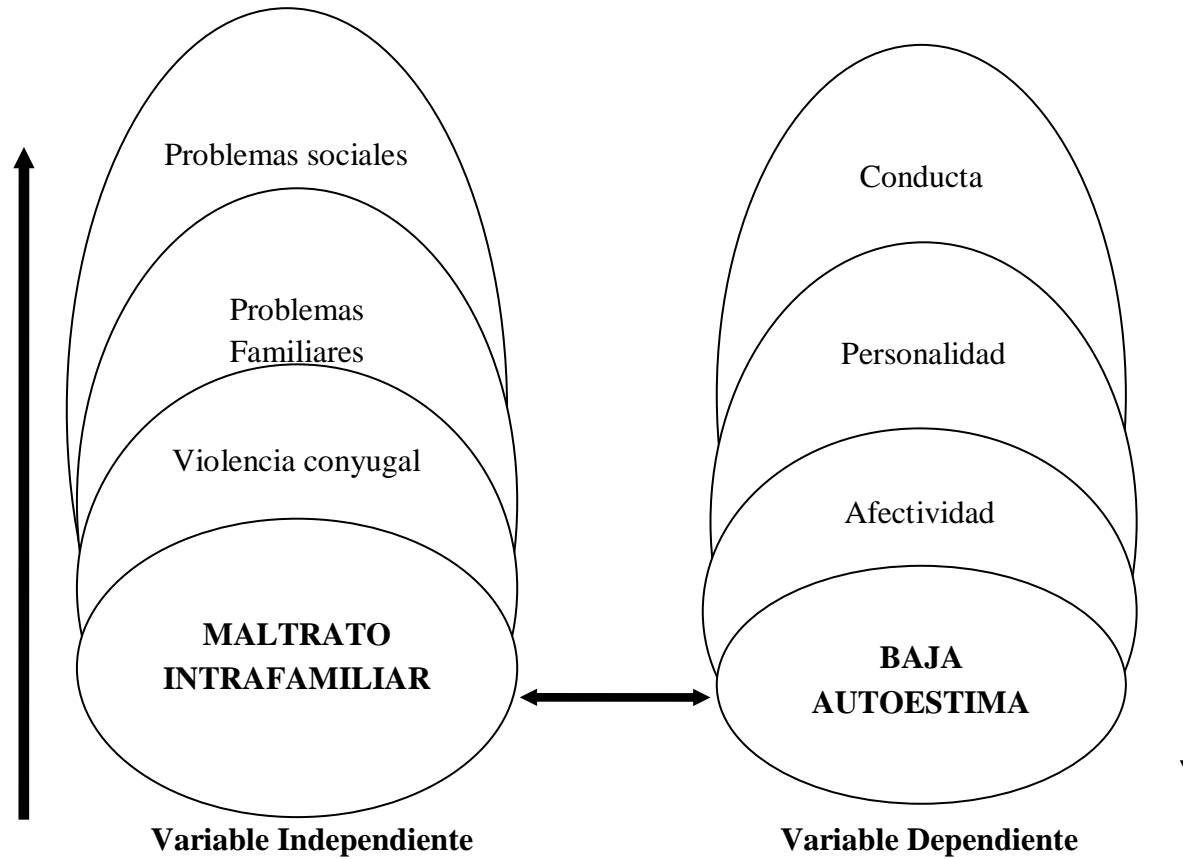 Problemas sociales
Problemas
Familiares
Violencia conyugal
MALTRATO
INTRAFAMILIAR
Variable Independiente
Conducta
Personalidad
Afectividad
BAJA
AUTOESTIMA
Variable Dependiente